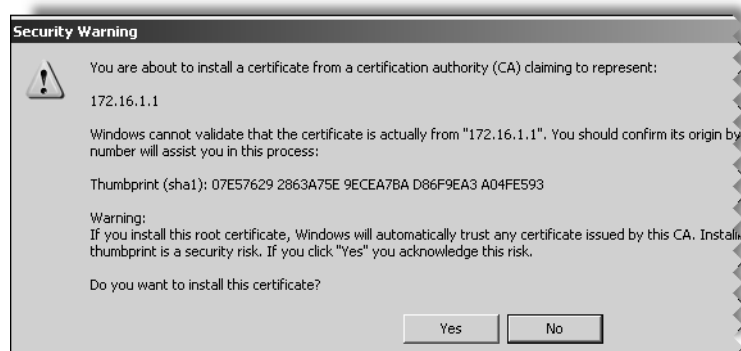 Security Warning
You are about to install a certificate from a certification authority (CA) claiming to represent:
172.16.1.1
Windows cannot validate that the certificate is actually from "172.16.1.1". You should confirm its origin by
number will assist you in this process:
Thumbprint (sha1): 07E57629 2863A75E 9ECEA7BA D86F9EA3 A04FE593
Warning:
If you install this root certificate, Windows will automatically trust any certificate issued by this CA.
thumbprint is a security risk. If you click "Yes" you acknowledge this risk.
Do you want to install this certificate?
Yes
No